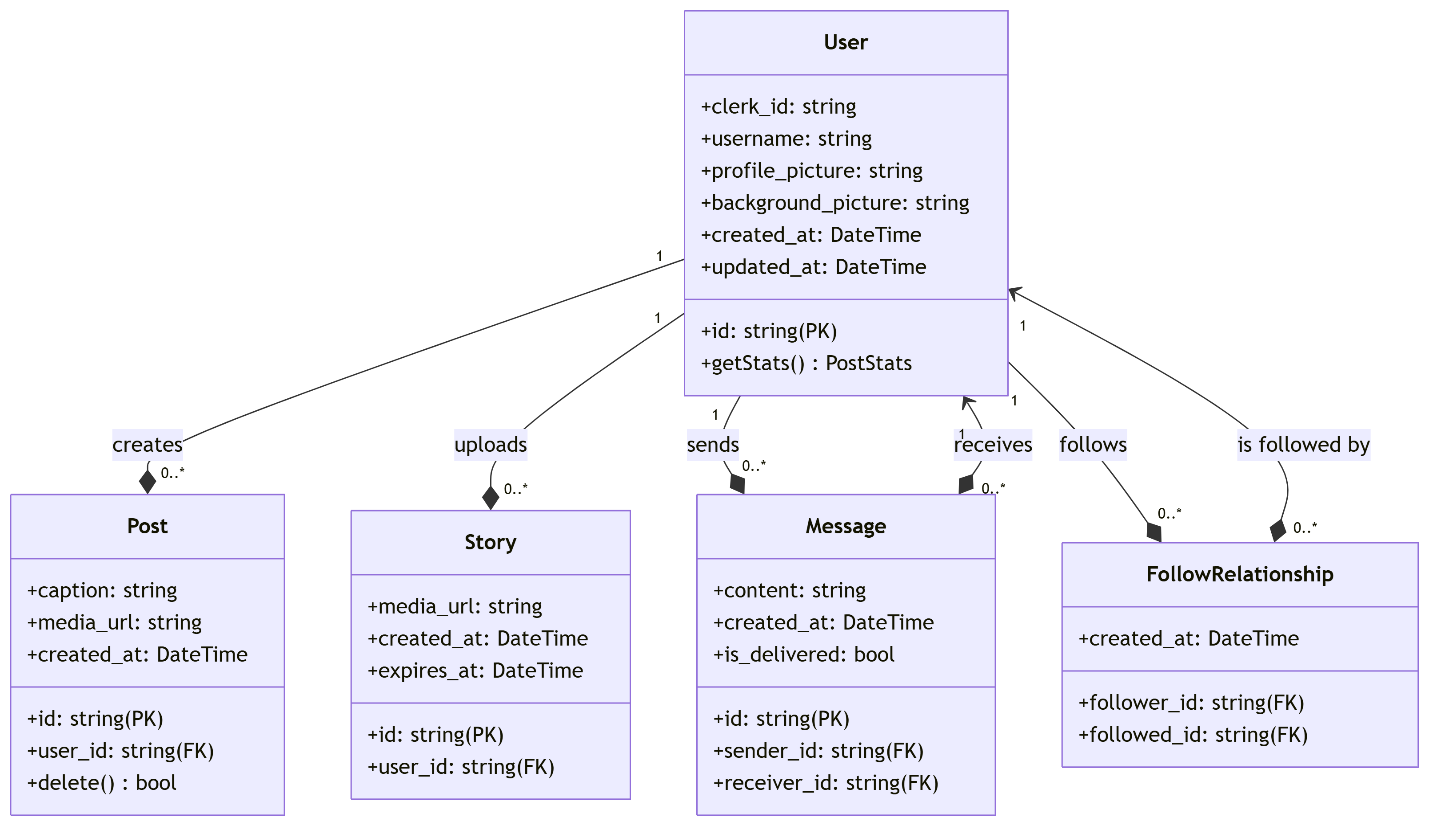 User
+clerk_id: string
+username: string
+profile_picture: string
+background_picture: string
+created_at: DateTime
+updated_at: DateTime
+id: string(PK)
+getStats() : PostStats
1
1
1
1
1
1
creates
uploads
sends
receives
follows
is followed by
0..*
0..*
0..*
0..*
0..*
0..*
Post
+caption: string
+media_url: string
+created_at: DateTime
+id: string(PK)
+user_id: string(FK)
+delete() : bool
Story
+media_url: string
+created_at: DateTime
+expires_at: DateTime
+id: string(PK)
+user_id: string(FK)
Message
+content: string
+created_at: DateTime
+is_delivered: bool
+id: string(PK)
+sender_id: string(FK)
+receiver_id: string(FK)
FollowRelationship
+created_at: DateTime
+follower_id: string(FK)
+followed_id: string(FK)